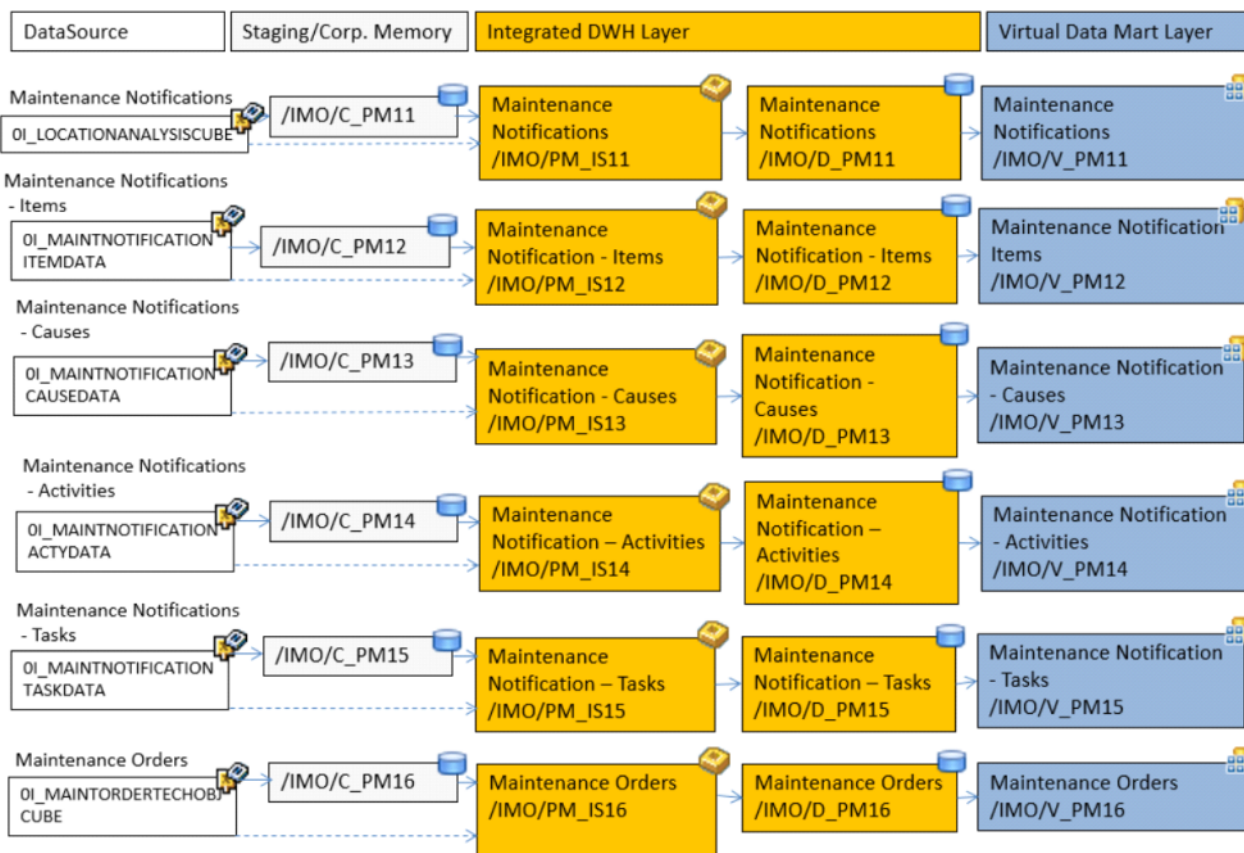 DataSource
Staging/Corp. Memory
Integrated DWH Layer
Virtual Data Mart Layer
Maintenance Notifications
0I_LOCATIONANALYSISCUBE
/IMO/C_PM11
Maintenance
Notifications
/IMO/PM_IS11
Maintenance
Notifications
/IMO/D_PM11
Maintenance
Notifications
/IMO/V_PM11
Maintenance Notifications
- Items
0I_MAINTNOTIFICATION
ITEMDATA
/IMO/C_PM12
Maintenance
Notification - Items
/IMO/PM_IS12
Maintenance
Notification - Items
/IMO/D_PM12
Maintenance Notification
Items
/IMO/V_PM12
Maintenance Notifications
- Causes
0I_MAINTNOTIFICATION
CAUSEDATA
/IMO/C_PM13
Maintenance
Notification - Causes
/IMO/PM_IS13
Maintenance
Notification -
Causes
/IMO/D_PM13
Maintenance Notification
- Causes
/IMO/V_PM13
Maintenance Notifications
- Activities
0I_MAINTNOTIFICATION
ACTYDATA
/IMO/C_PM14
Maintenance
Notification – Activities
/IMO/PM_IS14
Maintenance
Notification –
Activities
/IMO/D_PM14
Maintenance Notification
- Activities
/IMO/V_PM14
Maintenance Notifications
- Tasks
0I_MAINTNOTIFICATION
TASKDATA
/IMO/C_PM15
Maintenance
Notification – Tasks
/IMO/PM_IS15
Maintenance
Notification – Tasks
/IMO/D_PM15
Maintenance Notification
- Tasks
/IMO/V_PM15
Maintenance Orders
0I_MAINTORDERTECHOBJ
CUBE
/IMO/C_PM16
Maintenance Orders
/IMO/PM_IS16
Maintenance Orders
/IMO/D_PM16
Maintenance Orders
/IMO/V_PM16